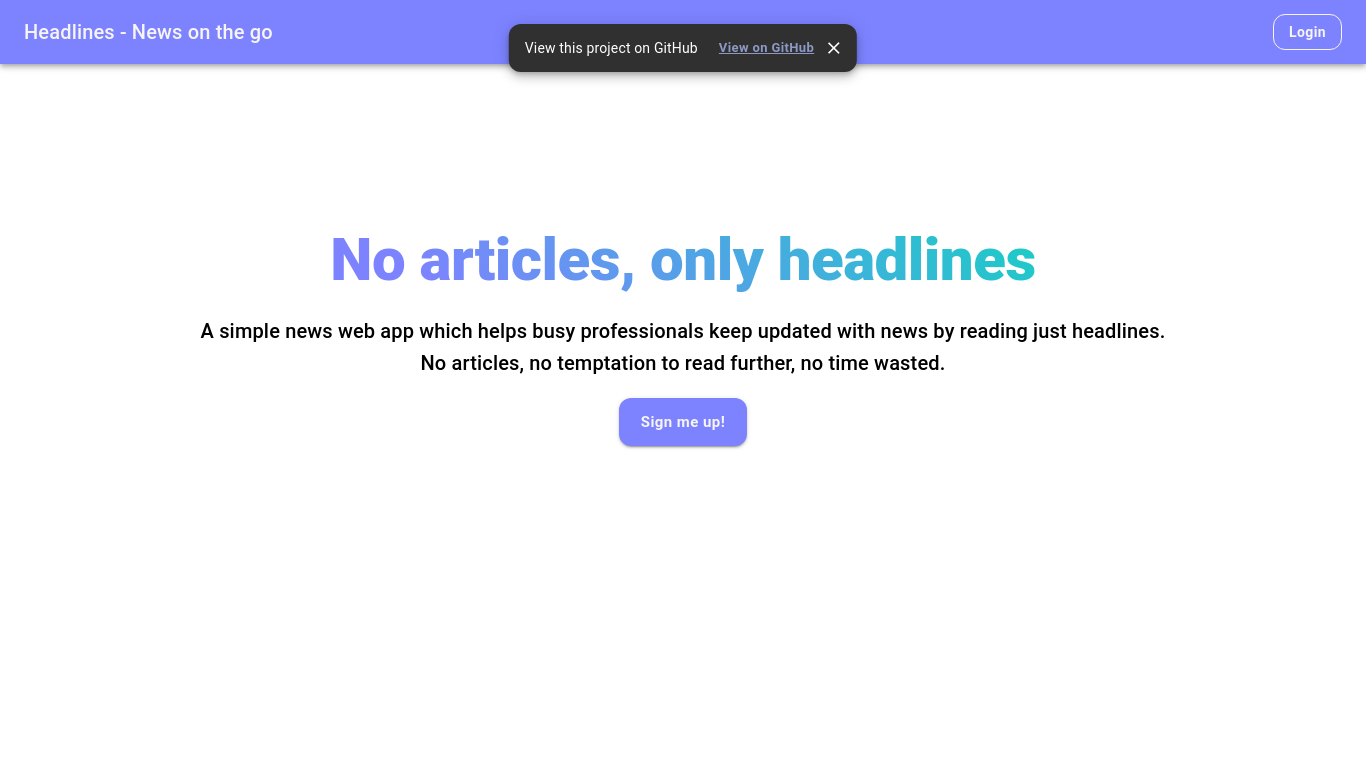 Headlines - News on the go
View this project on GitHub
View on GitHub
Login
No articles, only headlines
A simple news web app which helps busy professionals keep updated with news by reading just headlines.
No articles, no temptation to read further, no time wasted.
Sign me up!